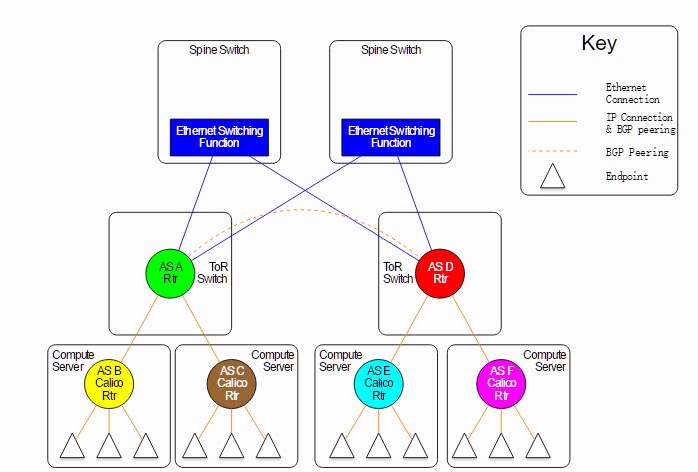 Spine Switch
Ethernet Switching
Function
Spine Switch
Ethernet Switching
Function
Key
Ethernet
Connection
IP Connection
& BGP peering
BGP Peering
Endpoint
AS A
Rtr
ToR
Switch
ToR
Switch
AS D
Rtr
Compute
Server
AS B
Calico
Rtr
AS C
Calico
Rtr
Compute
Server
Compute
Server
AS E
Calico
Rtr
AS F
Calico
Rtr
Compute
Server